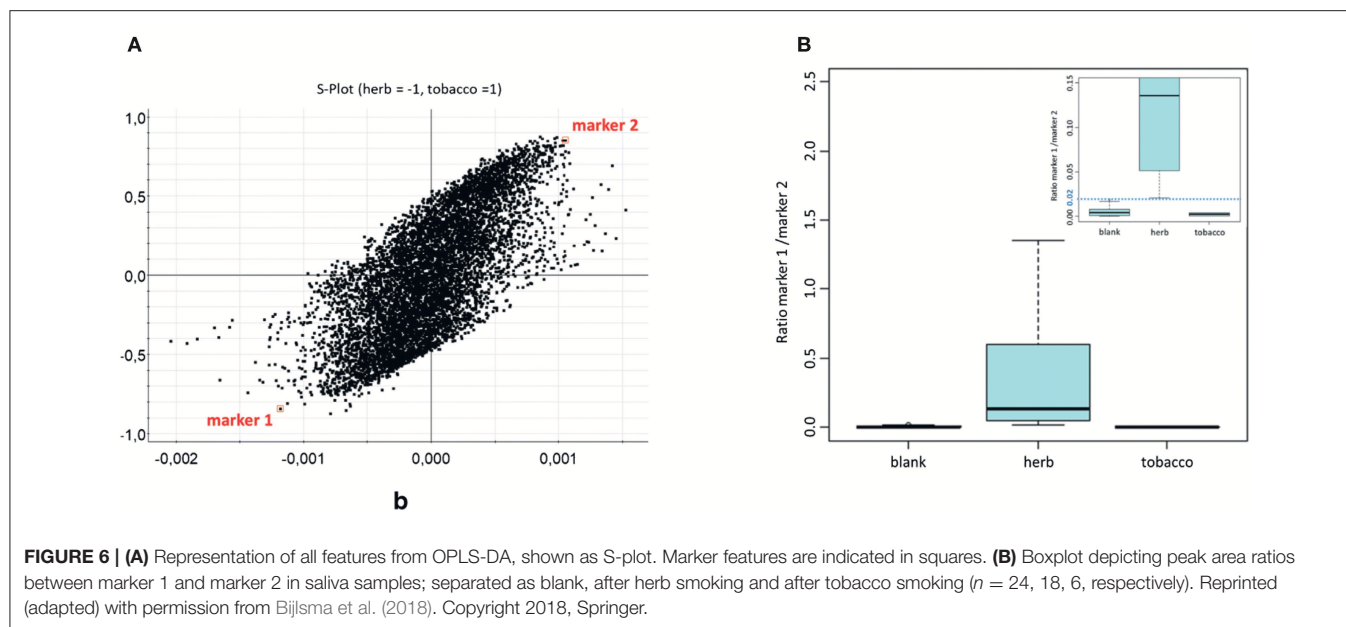 A
S-Plot (herb = -1, tobacco =1)
1,0
0,5
0,0
-0,5
-1,0
marker 2
marker 1
-0,002
-0,001
0,000
0,001
b
B
Ratio marker 1 /marker 2
2.5
2.0
1.5
1.0
0.5
0.0
blank
herb
tobacco
Ratio marker 1 /marker 2
0.15
0.10
0.05
0.02
0.00
blank
herb
tobacco
FIGURE 6 | (A) Representation of all features from OPLS-DA, shown as S-plot. Marker features are indicated in squares. (B) Boxplot depicting peak area ratios
between marker 1 and marker 2 in saliva samples; separated as blank, after herb smoking and after tobacco smoking (n = 24, 18, 6, respectively). Reprinted
(adapted) with permission from Bijlsma et al. (2018). Copyright 2018, Springer.